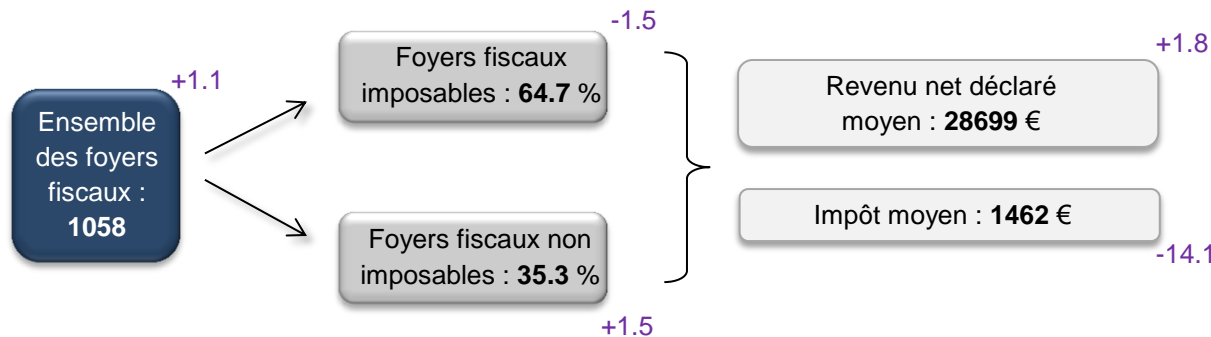 +1.1
Ensemble
des foyers
fiscaux :
1058
-1.5
Foyers fiscaux
imposables : 64.7 %
Foyers fiscaux non
imposables : 35.3 %
+1.5
+1.8
Revenu net déclaré
moyen : 28699 €
Impôt moyen : 1462 €
-14.1